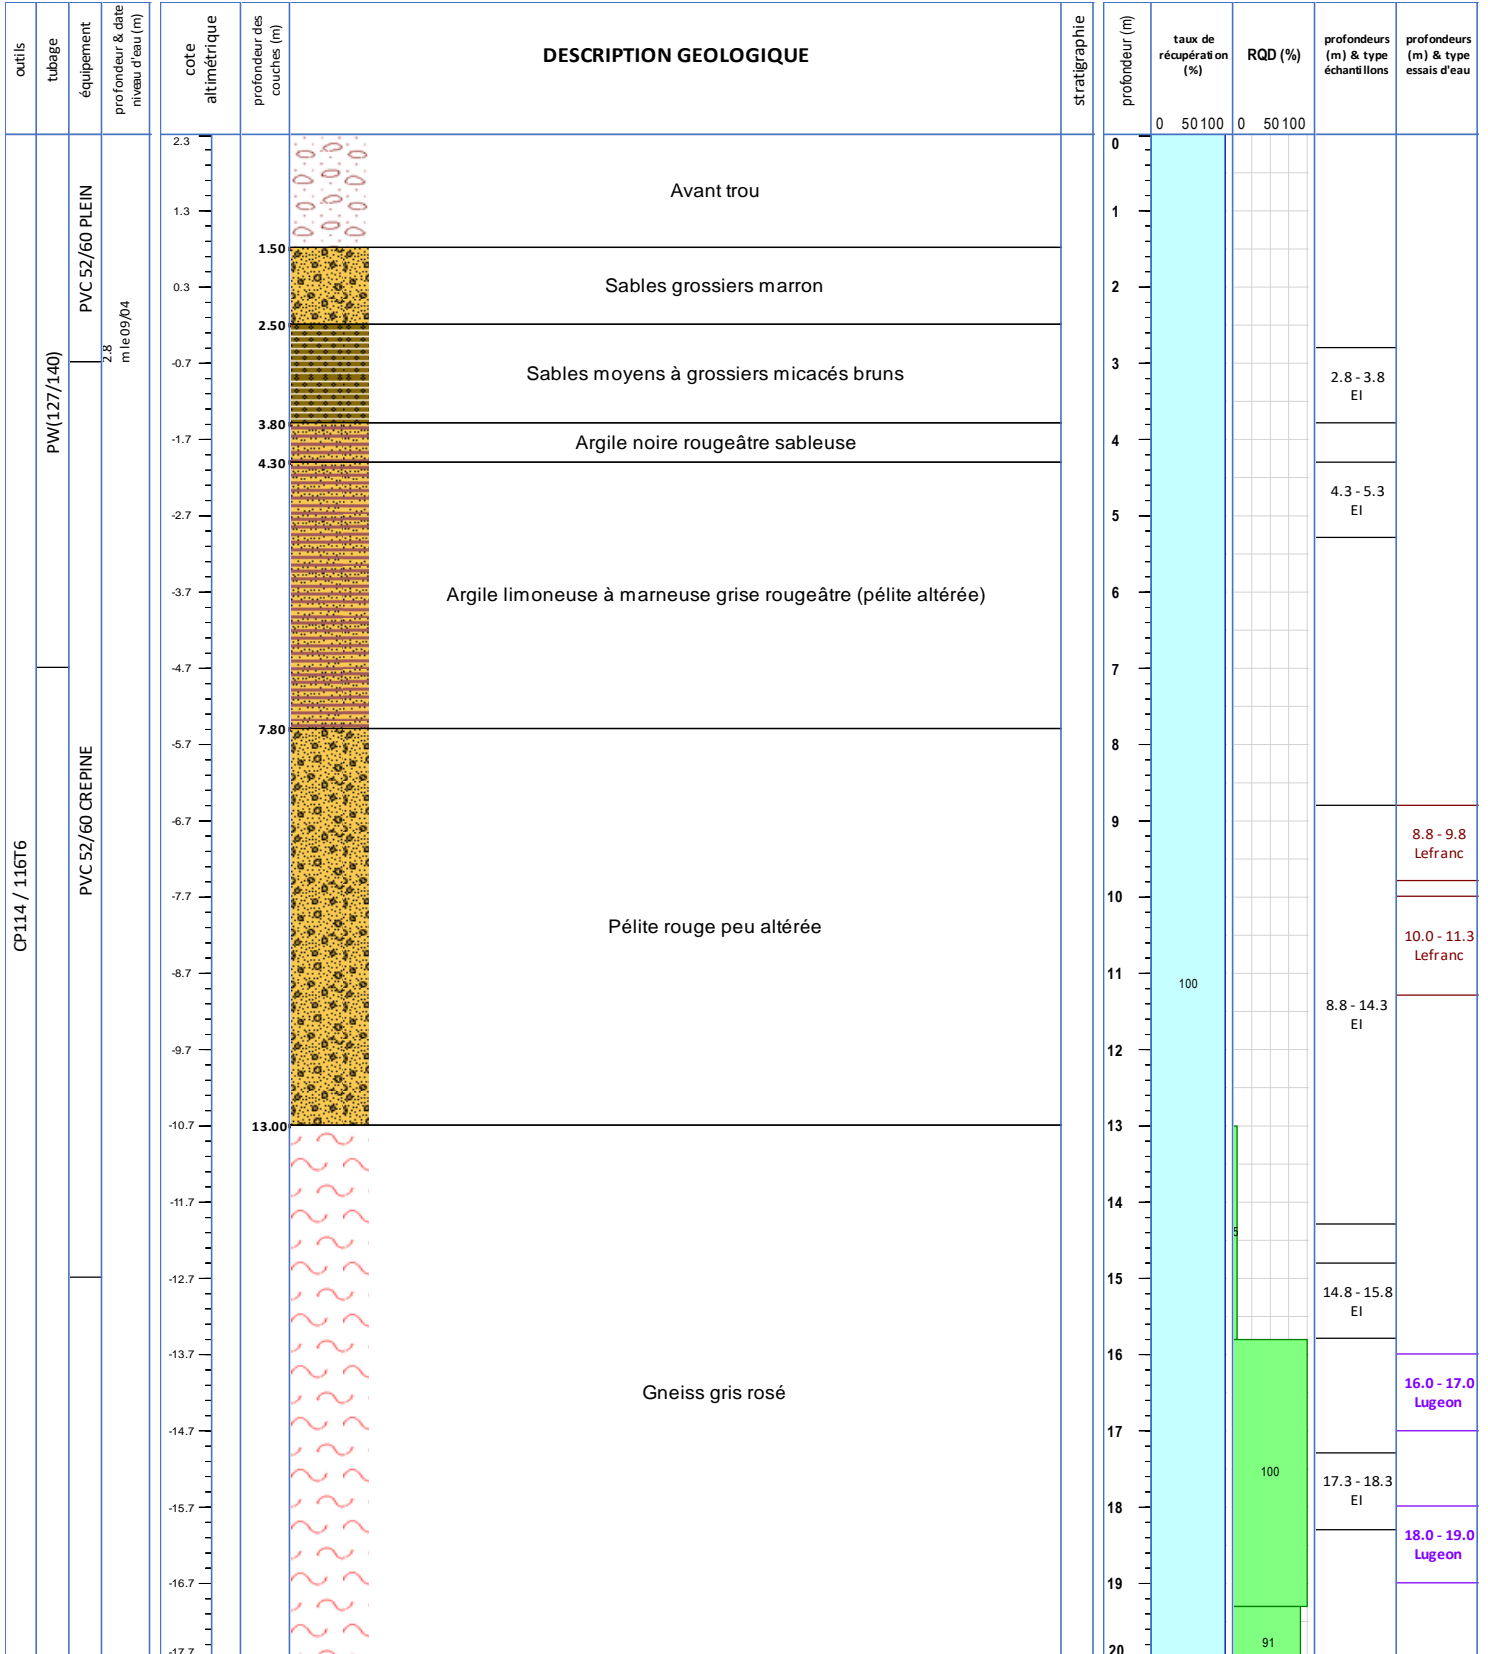 outils
tubage
équipement
profondeur & date
niveau d'eau (m)
cote
altimétrique
profondeur des
couches (m)
DESCRIPTION GEOLOGIQUE
stratigraphie
profondeur (m)
taux de
récupération
(%)
0 50 100
RQD (%)
0 50 100
profondeurs
(m) & type
échantillons
profondeurs
(m) & type
essais d'eau
CP114 / 116T6
PW(127/140)
PVC 52/60 PLEIN
PVC 52/60 CREPINE
2.8
m le 09/04
2.3
1.3
0.3
-0.7
-1.7
-2.7
-3.7
-4.7
-5.7
-6.7
-7.7
-8.7
-9.7
-10.7
-11.7
-12.7
-13.7
-14.7
-15.7
-16.7
-17.7
1.50
2.50
3.80
4.30
7.80
13.00
Avant trou
Sables grossiers marron
Sables moyens à grossiers micacés bruns
Argile noire rougeâtre sableuse
Argile limoneuse à marneuse grise rougeâtre (pélite altérée)
Pélite rouge peu altérée
Gneiss gris rosé
0
1
2
3
4
5
6
7
8
9
10
11
12
13
14
15
16
17
18
19
20
100
5
100
91
2.8 - 3.8
EI
4.3 - 5.3
EI
8.8 - 14.3
EI
14.8 - 15.8
EI
17.3 - 18.3
EI
8.8 - 9.8
Lefranc
10.0 - 11.3
Lefranc
16.0 - 17.0
Lugeon
18.0 - 19.0
Lugeon